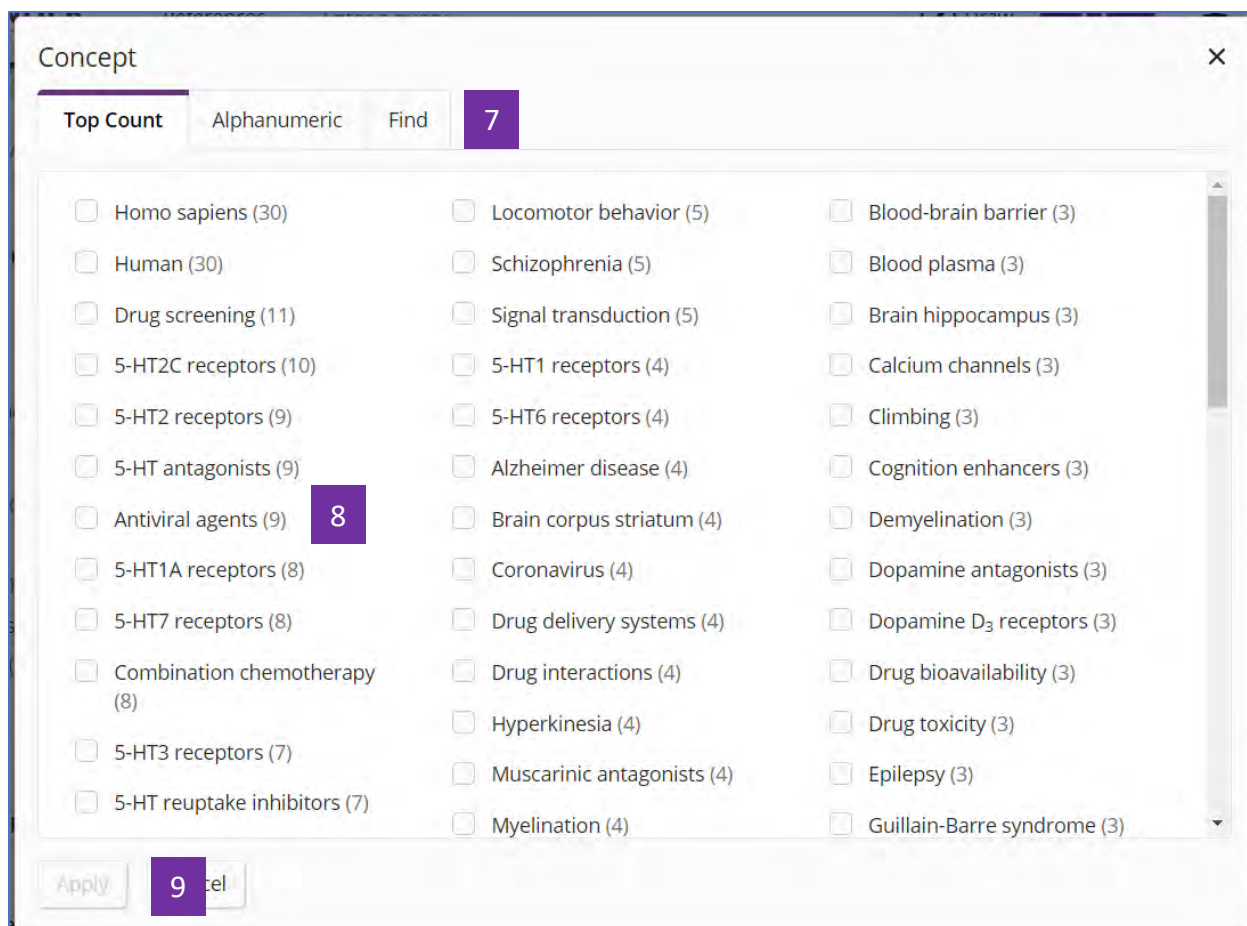 Concept
Top Count Alphanumeric Find 7
Homo sapiens (30)
Human (30)
Drug screening (11)
5-HT2C receptors (10)
5-HT2 receptors (9)
5-HT antagonists (9)
Antiviral agents (9) 8
5-HT1A receptors (8)
5-HT7 receptors (8)
Combination chemotherapy
(8)
5-HT3 receptors (7)
5-HT reuptake inhibitors (7)
Locomotor behavior (5)
Schizophrenia (5)
Signal transduction (5)
5-HT1 receptors (4)
5-HT6 receptors (4)
Alzheimer disease (4)
Brain corpus striatum (4)
Coronavirus (4)
Drug delivery systems (4)
Drug interactions (4)
Hyperkinesia (4)
Muscarinic antagonists (4)
Myelination (4)
Blood-brain barrier (3)
Blood plasma (3)
Brain hippocampus (3)
Calcium channels (3)
Climbing (3)
Cognition enhancers (3)
Demyelination (3)
Dopamine antagonists (3)
Dopamine D₃ receptors (3)
Drug bioavailability (3)
Drug toxicity (3)
Epilepsy (3)
Guillain-Barre syndrome (3)
Apply 9 cel